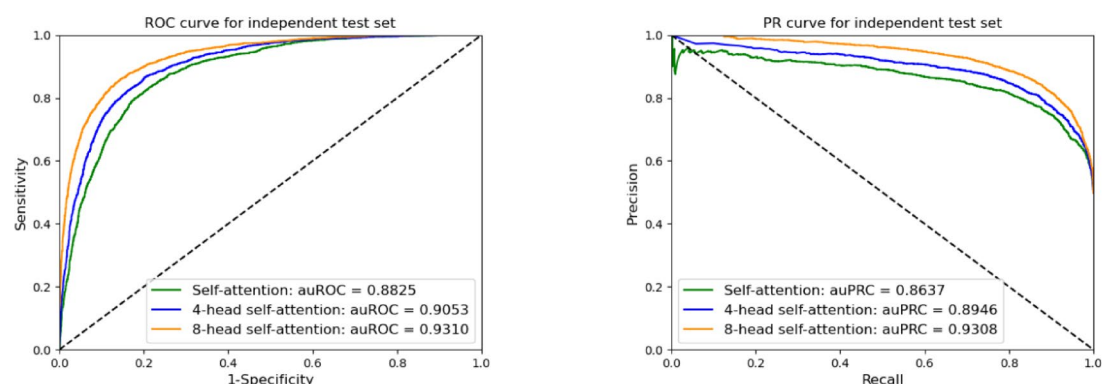 ROC curve for independent test set
1.0
0.8
0.6
0.4
0.2
0.0
Sensitivity
Self-attention: auROC = 0.8825
4-head self-attention: auROC = 0.9053
8-head self-attention: auROC = 0.9310
0.0 0.2 0.4 0.6 0.8 1.0
1-Specificity
PR curve for independent test set
1.0
0.8
0.6
0.4
0.2
0.0
Precision
Self-attention: auPRC = 0.8637
4-head self-attention: auPRC = 0.8946
8-head self-attention: auPRC = 0.9308
0.0 0.2 0.4 0.6 0.8 1.0
Recall